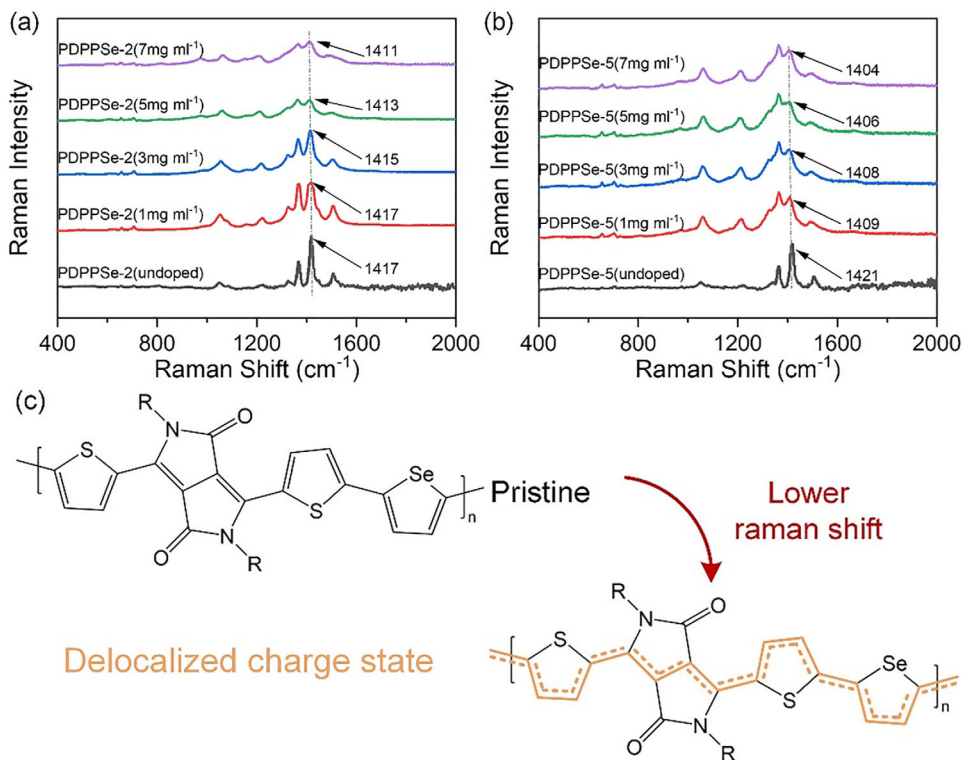 (a)
PDPPSe-2(7mg ml⁻¹)
1411
PDPPSe-2(5mg ml⁻¹)
1413
PDPPSe-2(3mg ml⁻¹)
1415
PDPPSe-2(1mg ml⁻¹)
1417
PDPPSe-2(undoped)
1417
Raman Intensity
400 800 1200 1600 2000
Raman Shift (cm⁻¹)
(b)
PDPPSe-5(7mg ml⁻¹)
1404
PDPPSe-5(5mg ml⁻¹)
1406
PDPPSe-5(3mg ml⁻¹)
1408
PDPPSe-5(1mg ml⁻¹)
1409
PDPPSe-5(undoped)
1421
Raman Intensity
400 800 1200 1600 2000
Raman Shift (cm⁻¹)
(c)
R
N
O
S
S
Se
n
O
N
R
Pristine
Lower
raman shift
Delocalized charge state
R
N
O
S
S
Se
n
O
N
R